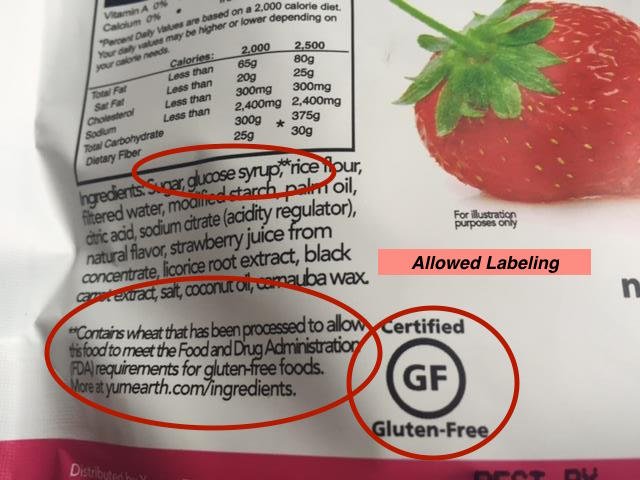 Vitamin A 0%
Calcium 0% •
*Percent Daily Values are based on a 2,000 calorie diet.
Your daily values may be higher or lower depending on
your calorie needs.
Calories: 2,000 2,500
Total Fat Less than 65g 80g
Sat Fat Less than 20g 25g
Cholesterol Less than 300mg 300mg
Sodium Less than 2,400mg 2,400mg
Total Carbohydrate 300g 375g
Dietary Fiber 25g 30g
*
Ingredients: Sugar, glucose syrup,** rice flour,
filtered water, modified starch, palm oil,
citric acid, sodium citrate (acidity regulator),
natural flavor, strawberry juice from
concentrate, licorice root extract, black
carrot extract, salt, coconut oil, carnauba wax.
**Contains wheat that has been processed to allow
this food to meet the Food and Drug Administration
(FDA) requirements for gluten-free foods.
More at yumearth.com/ingredients.
For illustration
purposes only
Allowed Labeling
Certified
GF
Gluten-Free
Distributed
BEST BY